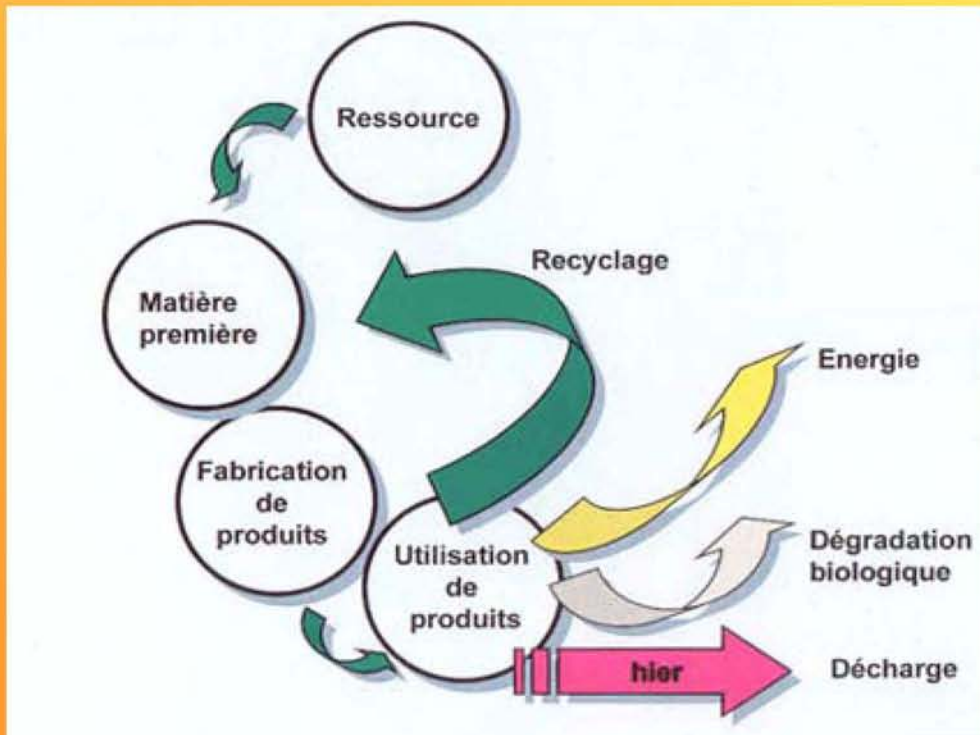 Ressource
Recyclage
Matière
première
Energie
Fabrication
de
produits
Utilisation
de
produits
Dégradation
biologique
hier
Décharge